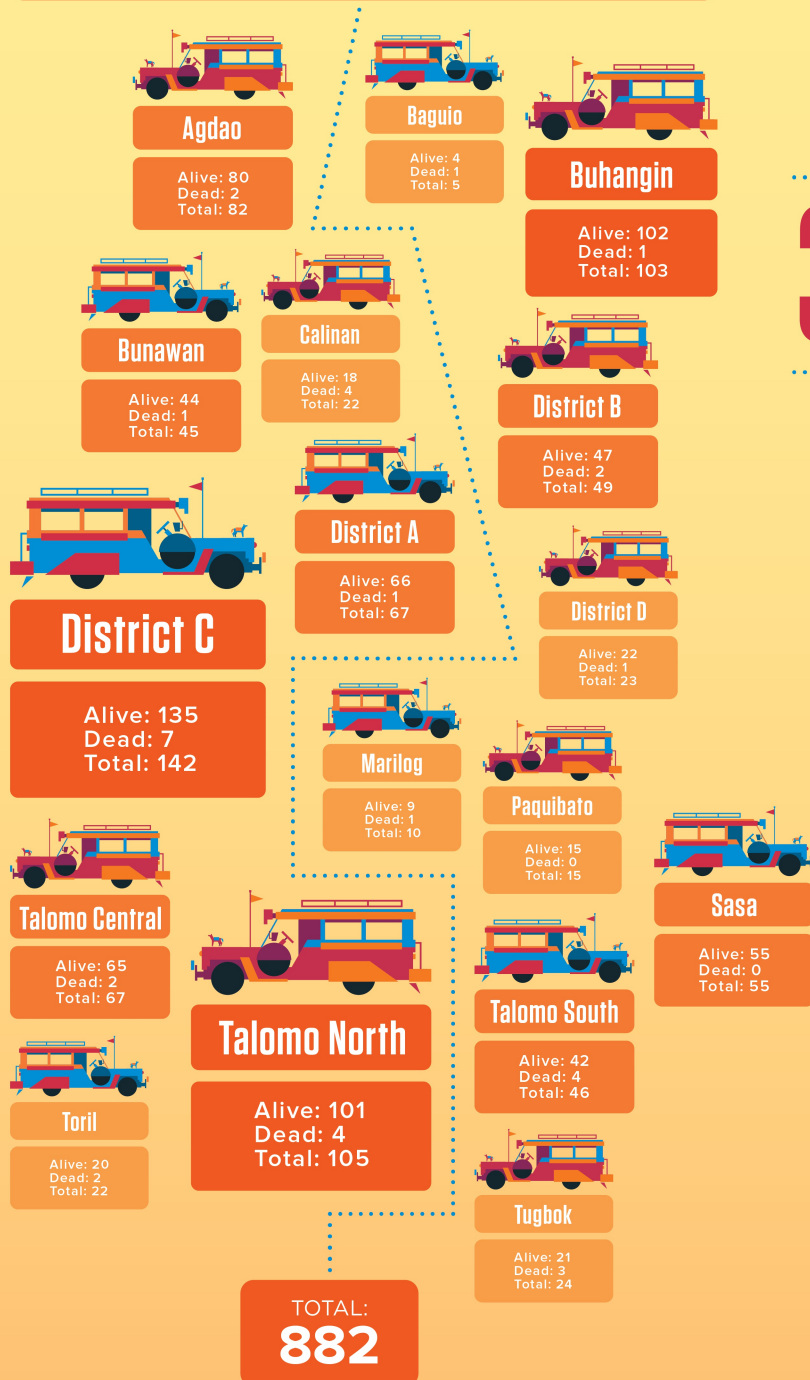 Agdao
Alive: 80
Dead: 2
Total: 82
Baguio
Alive: 4
Dead: 1
Total: 5
Buhangin
Alive: 102
Dead: 1
Total: 103
Bunawan
Alive: 44
Dead: 1
Total: 45
Calinan
Alive: 18
Dead: 4
Total: 22
District B
Alive: 47
Dead: 2
Total: 49
District A
Alive: 66
Dead: 1
Total: 67
District C
Alive: 135
Dead: 7
Total: 142
District D
Alive: 22
Dead: 1
Total: 23
Marilog
Alive: 9
Dead: 1
Total: 10
Paquibato
Alive: 15
Dead: 0
Total: 15
Sasa
Alive: 55
Dead: 0
Total: 55
Talomo Central
Alive: 65
Dead: 2
Total: 67
Talomo North
Alive: 101
Dead: 4
Total: 105
Talomo South
Alive: 42
Dead: 4
Total: 46
Toril
Alive: 20
Dead: 2
Total: 22
Tugbok
Alive: 21
Dead: 3
Total: 24
TOTAL:
882